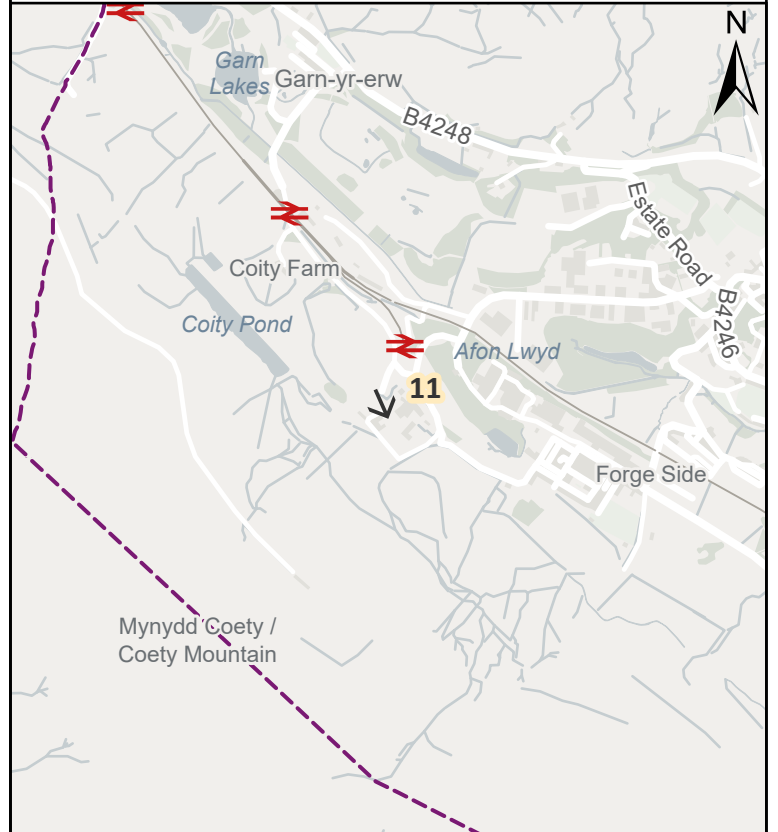 N
Garn
Lakes
Garn-yr-erw
B4248
Estate Road
Coity Farm
B4246
Coity Pond
Afon Lwyd
11
Forge Side
Mynydd Coety /
Coety Mountain